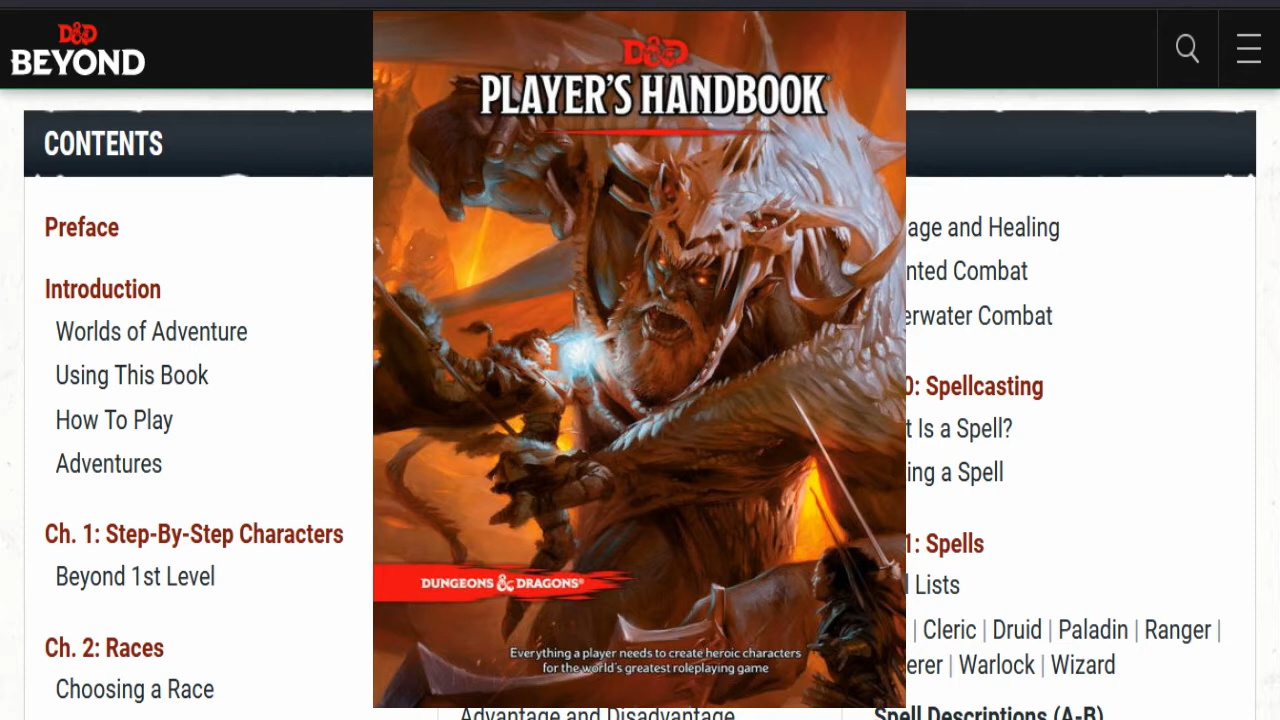 D&D
BEYOND
CONTENTS
Preface
Introduction
Worlds of Adventure
Using This Book
How To Play
Adventures
Ch. 1: Step-By-Step Characters
Beyond 1st Level
Ch. 2: Races
Choosing a Race
D&D
PLAYER'S HANDBOOK
DUNGEONS & DRAGONS®
Everything a player needs to create heroic characters
for the world's greatest roleplaying game
Advantage and Disadvantage
age and Healing
nted Combat
erwater Combat
0: Spellcasting
t Is a Spell?
ing a Spell
1: Spells
l Lists
| Cleric | Druid | Paladin | Ranger |
erer | Warlock | Wizard
Spell Descriptions (A-B)